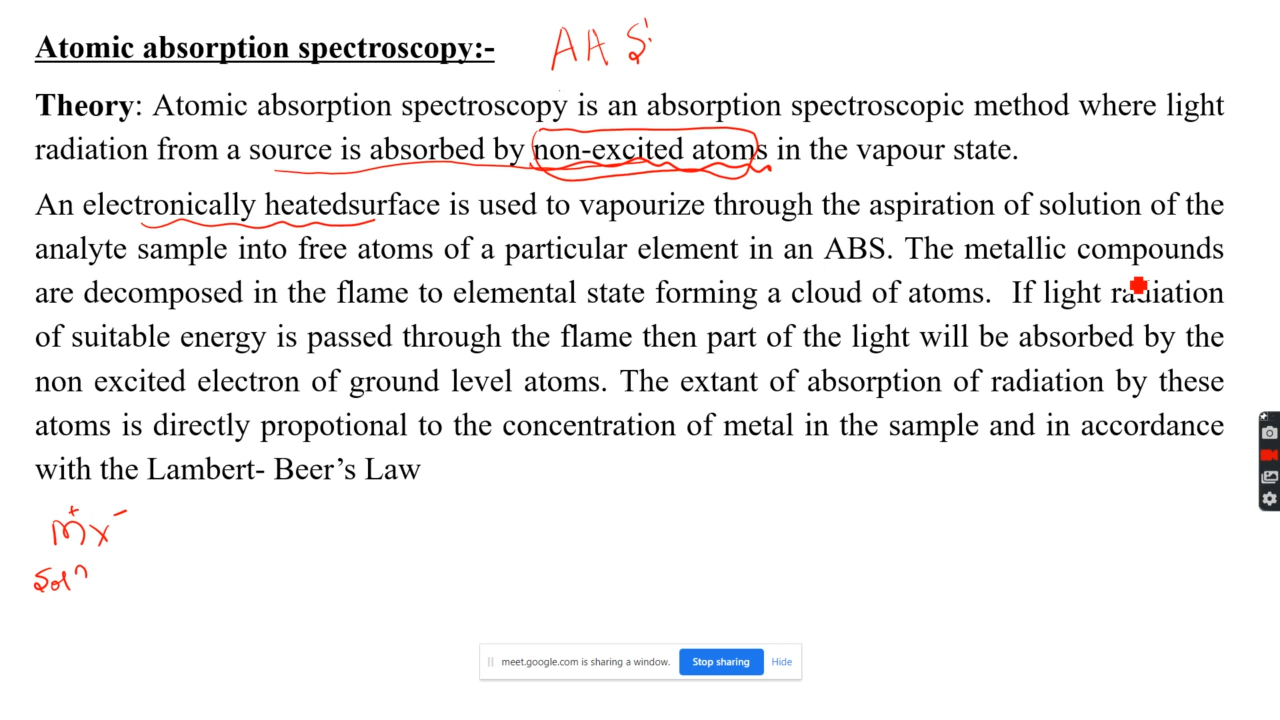 Atomic absorption spectroscopy:- AAS
Theory: Atomic absorption spectroscopy is an absorption spectroscopic method where light
radiation from a source is absorbed by non-excited atoms in the vapour state.
An electronically heatedsurface is used to vapourize through the aspiration of solution of the
analyte sample into free atoms of a particular element in an ABS. The metallic compounds
are decomposed in the flame to elemental state forming a cloud of atoms. If light radiation
of suitable energy is passed through the flame then part of the light will be absorbed by the
non excited electron of ground level atoms. The extant of absorption of radiation by these
atoms is directly propotional to the concentration of metal in the sample and in accordance
with the Lambert- Beer’s Law
M⁺X⁻
Solⁿ
meet.google.com is sharing a window. Stop sharing Hide